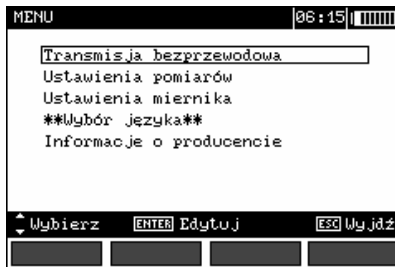 MENU 06:15
Transmisja bezprzewodowa
Ustawienia pomiarów
Ustawienia miernika
**Wybór języka**
Informacje o producencie
Wybierz ENTER Edytuj ESC Wyjdź